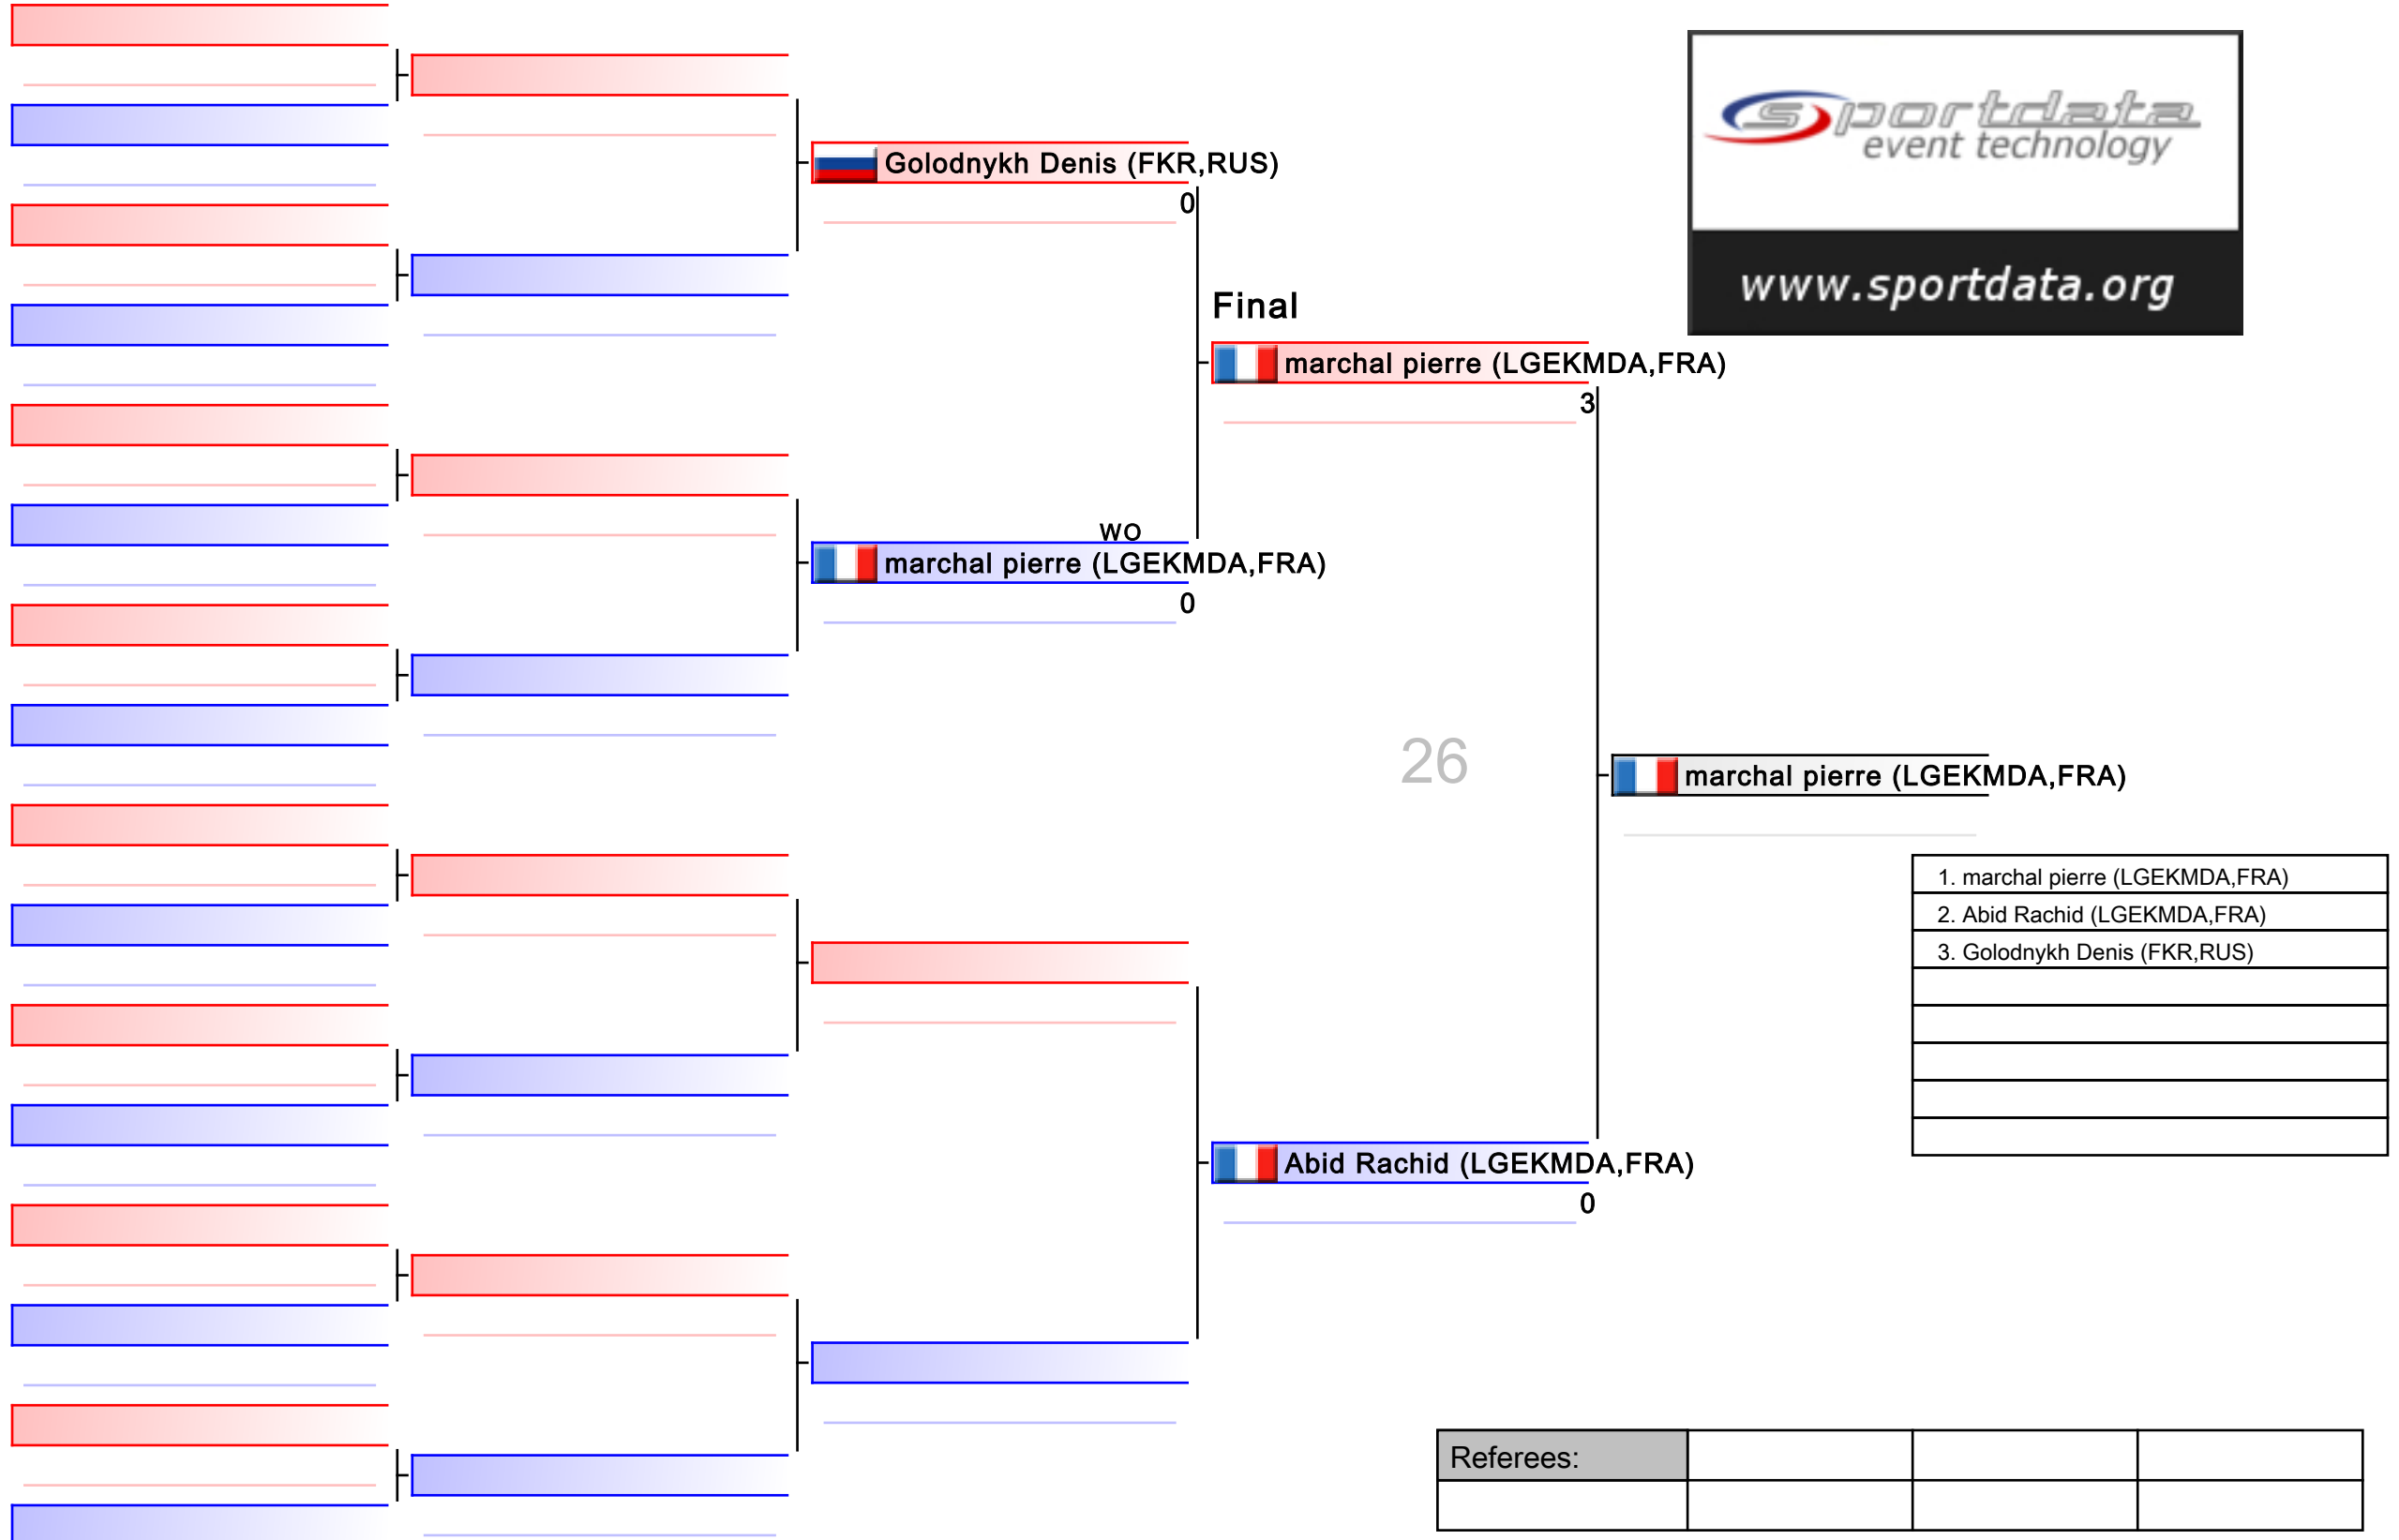 sportdata
event technology
www.sportdata.org
Golodnykh Denis (FKR,RUS)
0
Final
marchal pierre (LGEKMDA,FRA)
3
WO
marchal pierre (LGEKMDA,FRA)
0
26
marchal pierre (LGEKMDA,FRA)
1. marchal pierre (LGEKMDA,FRA)
2. Abid Rachid (LGEKMDA,FRA)
3. Golodnykh Denis (FKR,RUS)
Abid Rachid (LGEKMDA,FRA)
0
Referees: